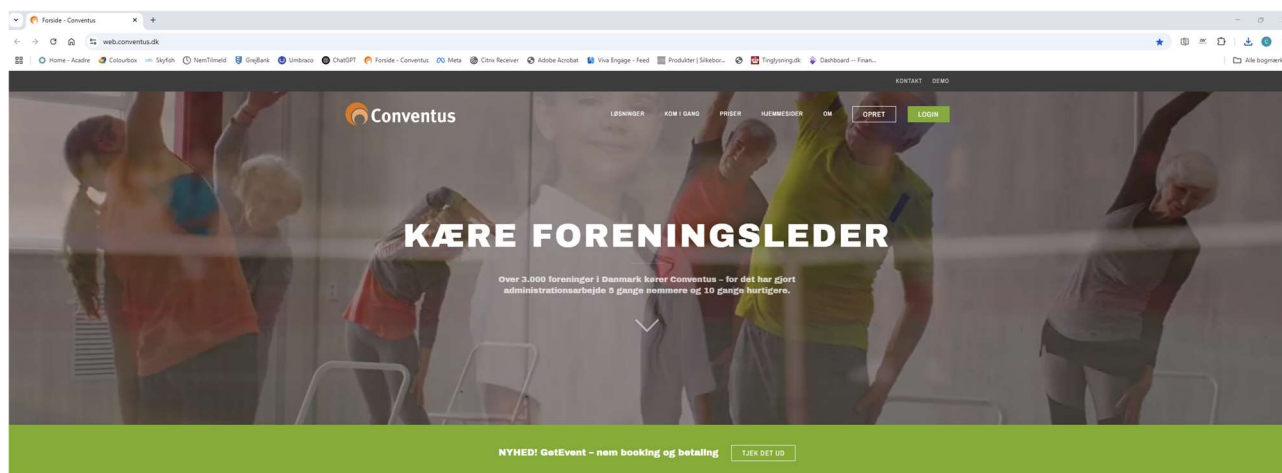 Forside - Conventus
web.conventus.dk
Home - Acadre Colourbox Skyfish NemTilmeld GrejBank Umbraco ChatGPT Forside - Conventus Meta Citrix Receiver Adobe Acrobat Viva Engage - Feed Produkter | Silkebor... Tinglysning.dk Dashboard -- Finan... Alle bogmærk
KONTAKT DEMO
Conventus LØSNINGER KOM I GANG PRISER HJEMMESIDER OM OPRET LOGIN
KÆRE FORENINGSLEDER
Over 3.000 foreninger i Danmark kører Conventus – for det har gjort
administrationsarbejde 5 gange nemmere og 10 gange hurtigere.
NYHED! GetEvent – nem booking og betaling TJEK DET UD